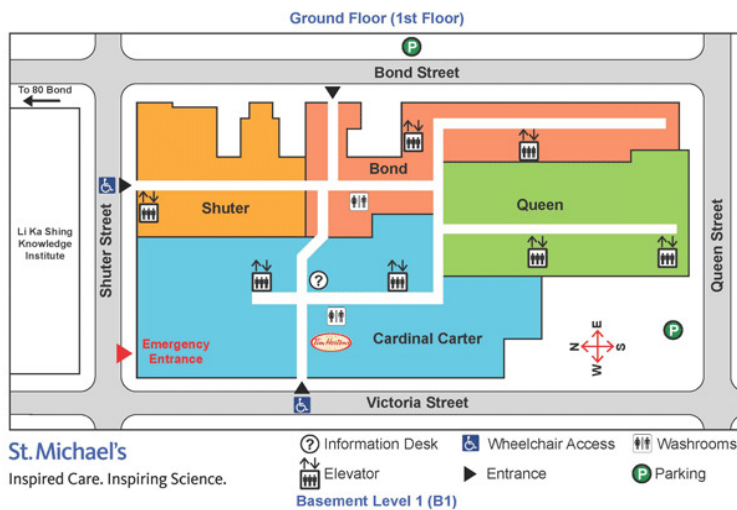 Ground Floor (1st Floor)
P
Bond Street
To 80 Bond
Bond
Shuter
Queen
Li Ka Shing
Knowledge
Institute
Shuter Street
Queen Street
?
Emergency
Entrance
Tim Hortons
Cardinal Carter
N
E
S
W
P
Victoria Street
St. Michael's
Inspired Care. Inspiring Science.
? Information Desk
Wheelchair Access
Washrooms
Elevator
Entrance
P Parking
Basement Level 1 (B1)